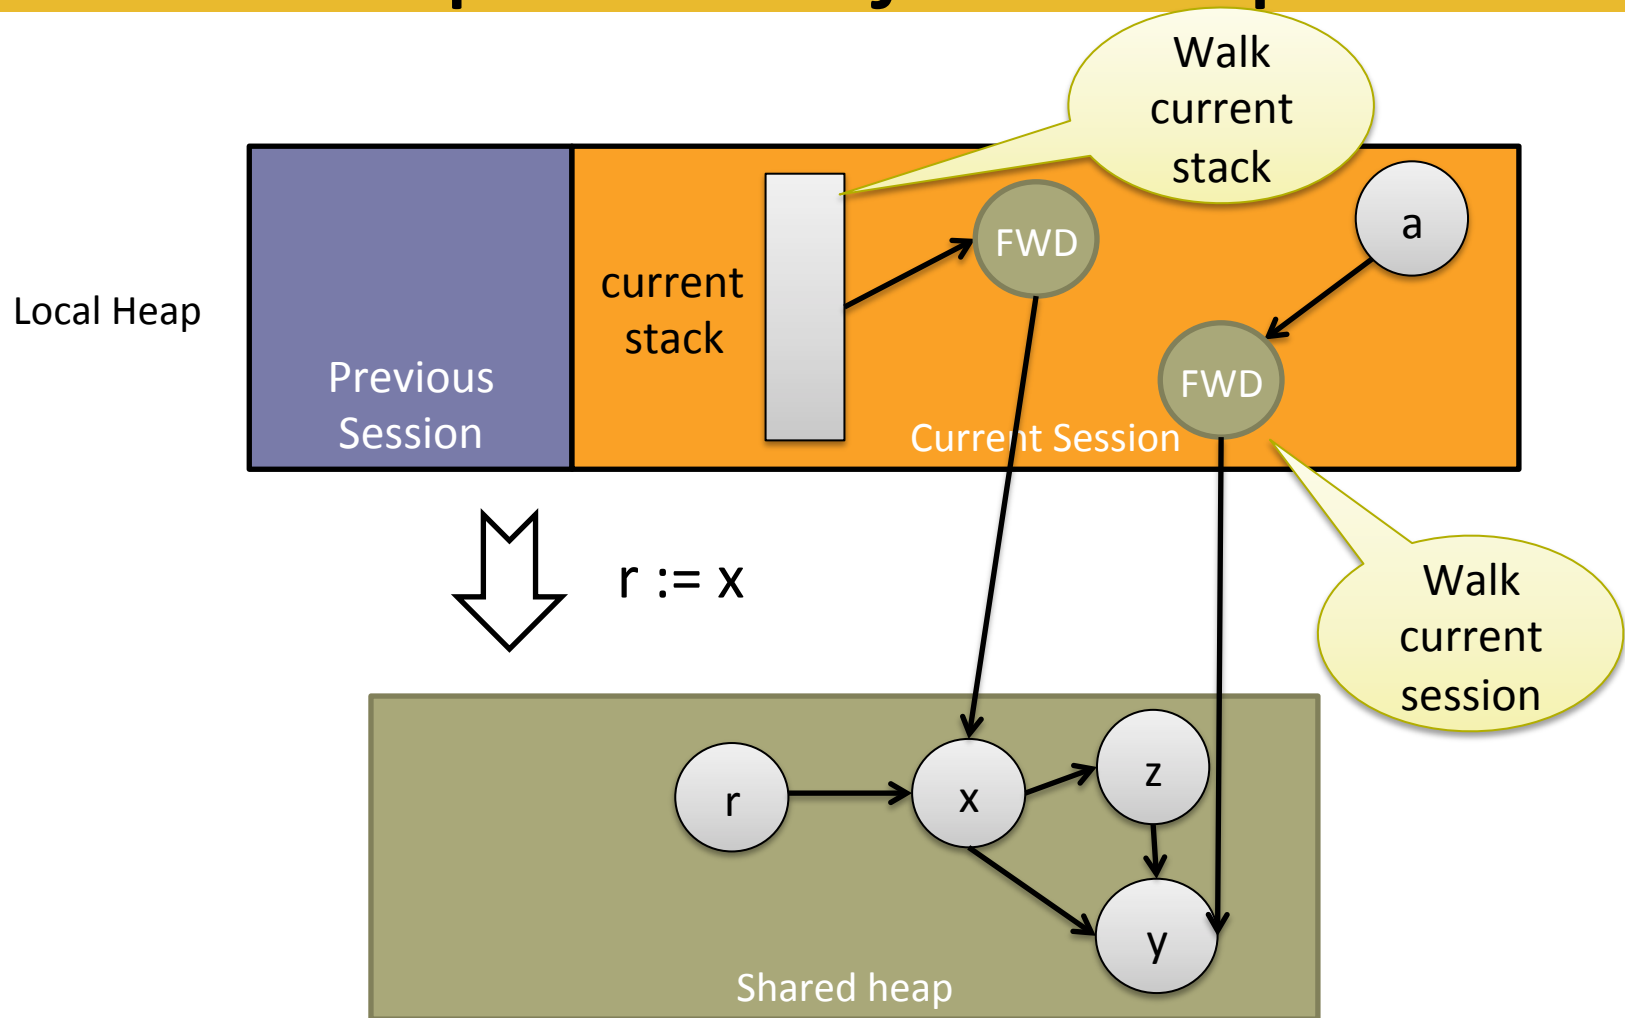 Walk
current
stack
FWD
a
current
stack
Local Heap
Previous
Session
FWD
Current Session
r := x
Walk
current
session
r
x
z
y
Shared heap